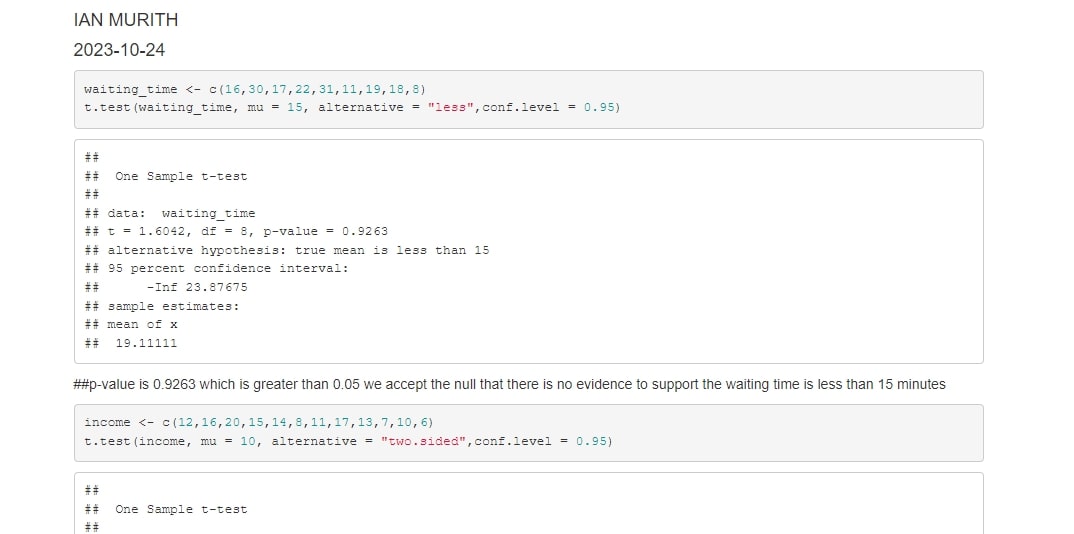 IAN MURITH
2023-10-24
waiting_time <- c(16,30,17,22,31,11,19,18,8)
t.test(waiting_time, mu = 15, alternative = "less",conf.level = 0.95)
##
##  One Sample t-test
##
## data:  waiting_time
## t = 1.6042, df = 8, p-value = 0.9263
## alternative hypothesis: true mean is less than 15
## 95 percent confidence interval:
##      -Inf 23.87675
## sample estimates:
## mean of x
##  19.11111
##p-value is 0.9263 which is greater than 0.05 we accept the null that there is no evidence to support the waiting time is less than 15 minutes
income <- c(12,16,20,15,14,8,11,17,13,7,10,6)
t.test(income, mu = 10, alternative = "two.sided",conf.level = 0.95)
##
##  One Sample t-test
##